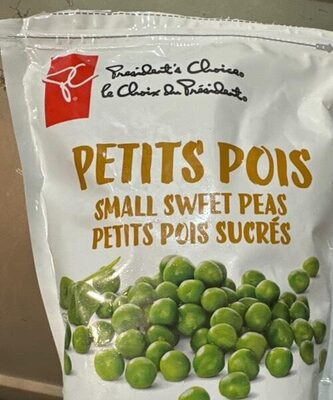 President's Choice
le Choix du Président
PETITS POIS
SMALL SWEET PEAS
PETITS POIS SUCRÉS